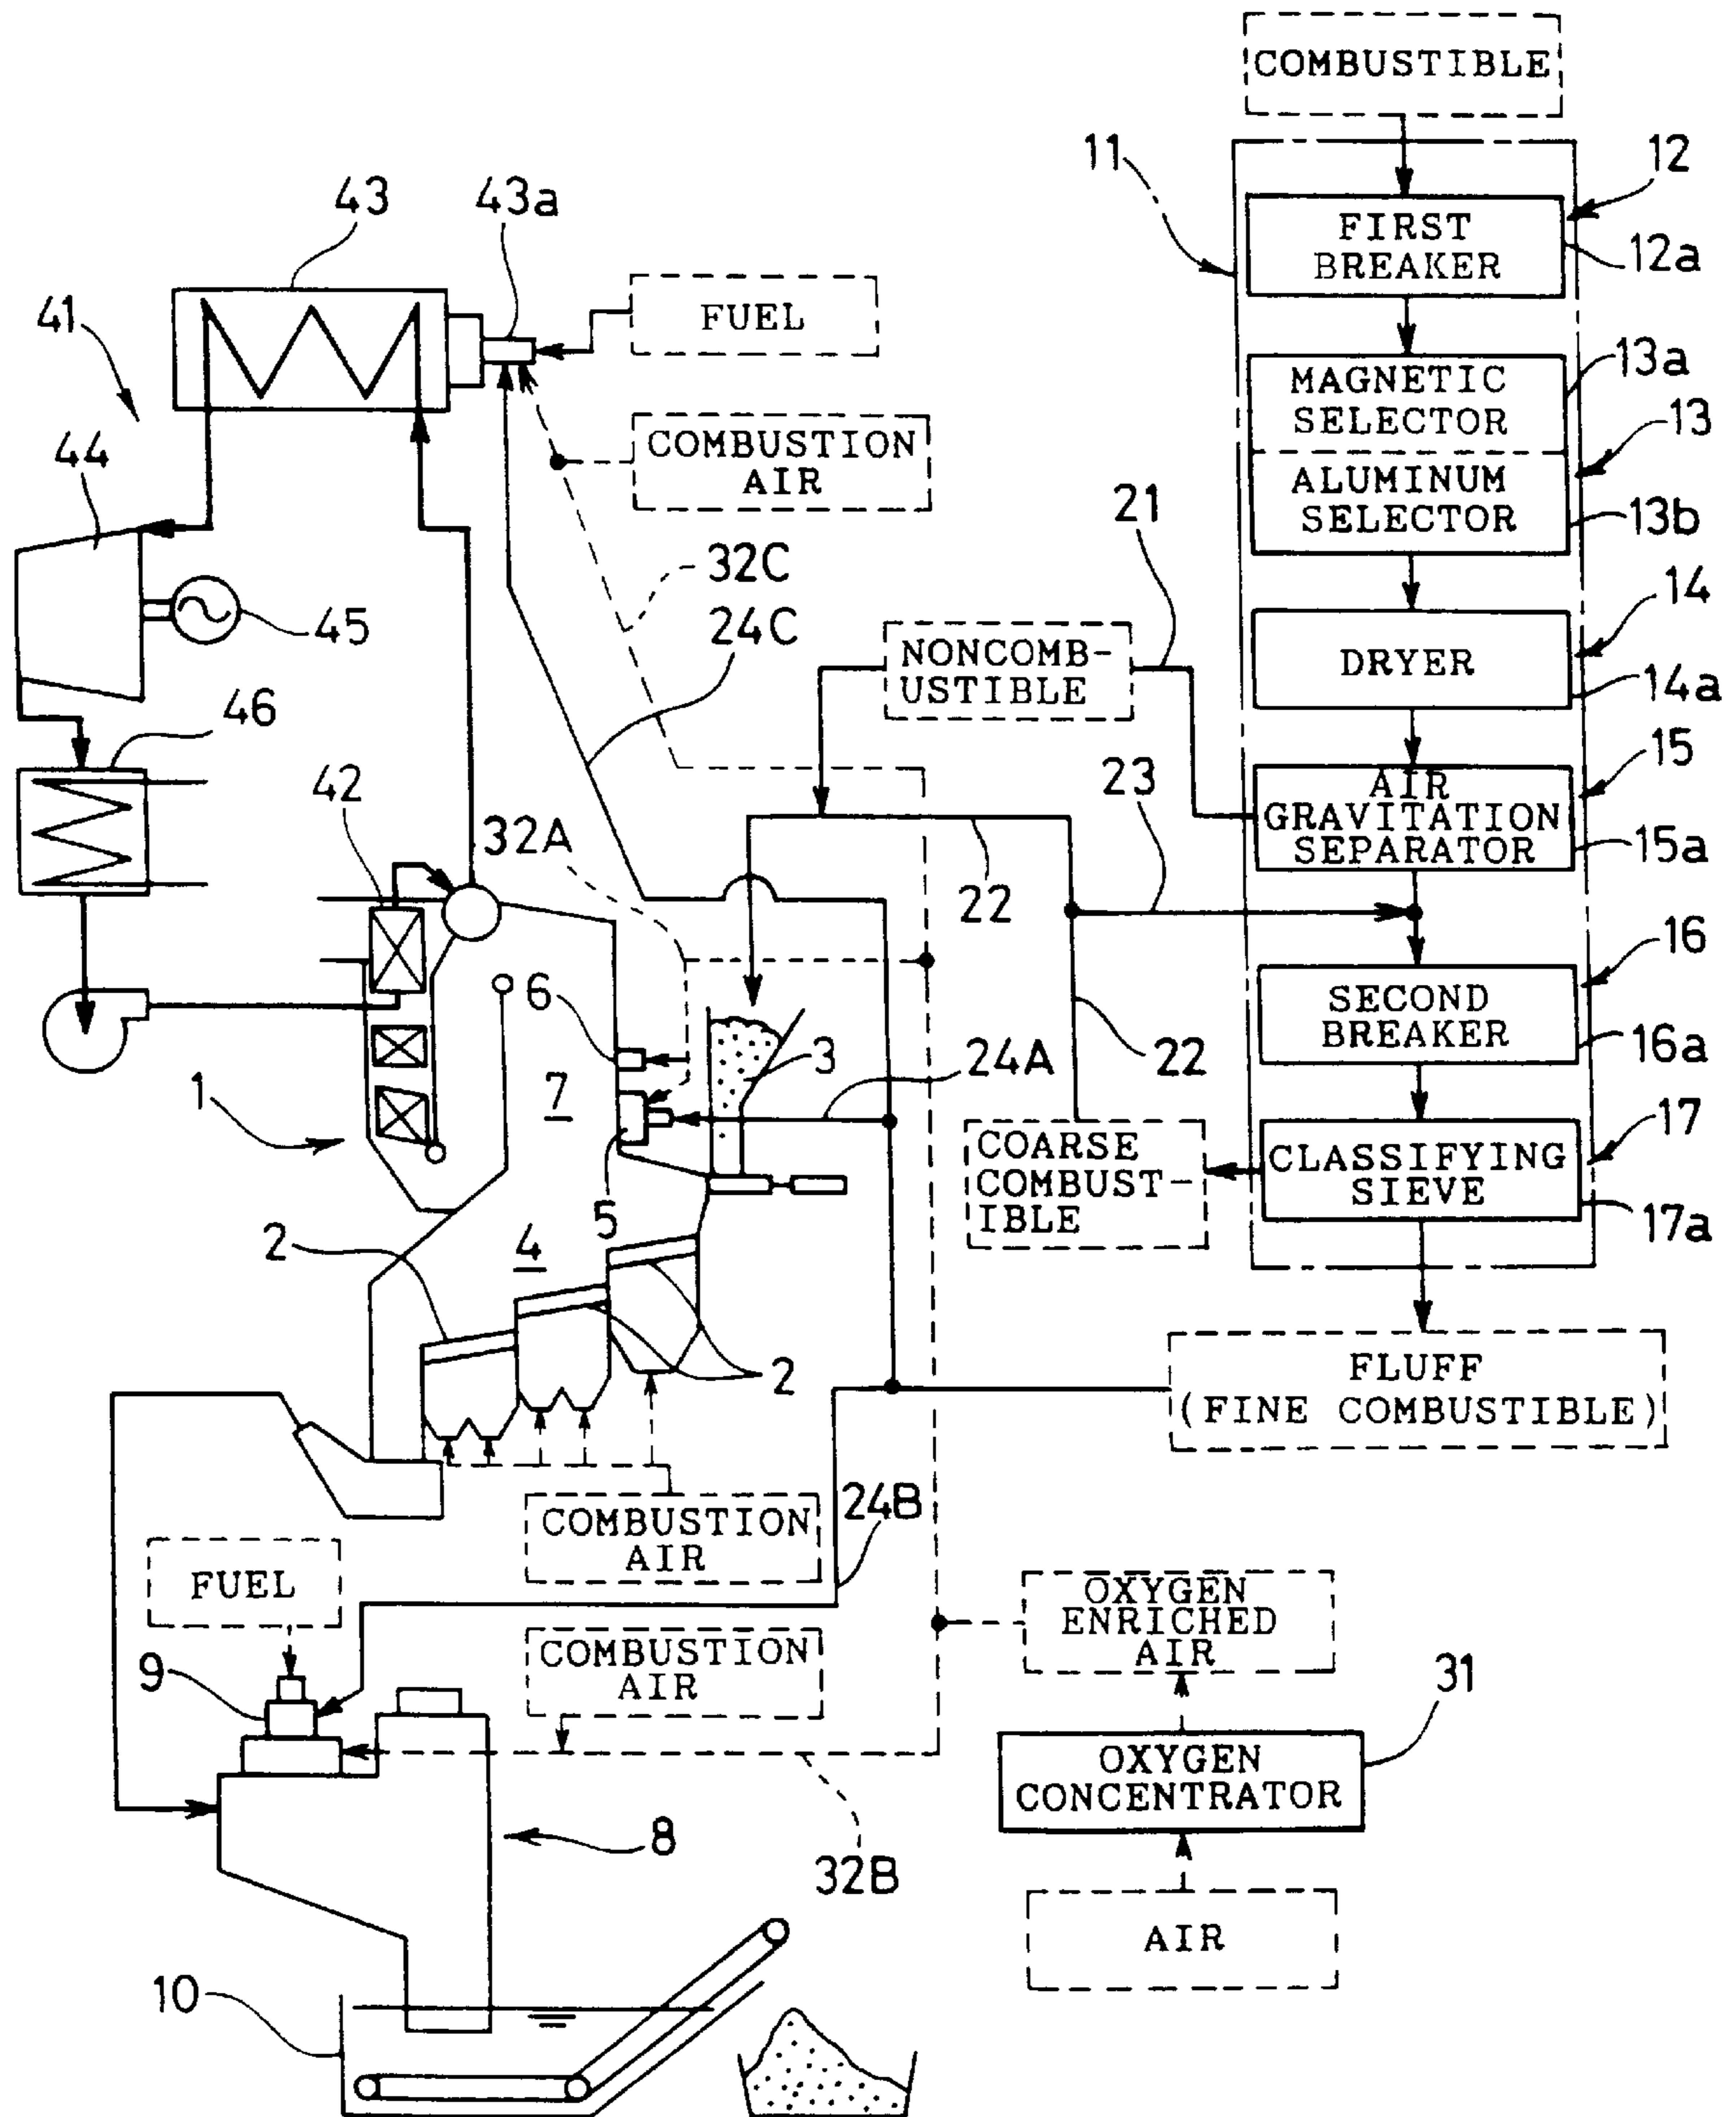 COMBUSTIBLE
11
12
FIRST
BREAKER
12a
43
43a
41
FUEL
13a
MAGNETIC
SELECTOR
13
COMBUSTION
AIR
44
ALUMINUM
SELECTOR
13b
21
32C
45
24C
14
NONCOMB-
USTIBLE
DRYER
14a
46
15
23
42
32A
AIR
GRAVITATION
SEPARATOR
15a
22
16
6
SECOND
BREAKER
16a
3
24A
22
7
1
17
COARSE
COMBUST-
IBLE
CLASSIFYING
SIEVE
17a
5
2
4
2
FLUFF
(FINE COMBUSTIBLE)
24B
COMBUSTION
AIR
FUEL
OXYGEN
ENRICHED
AIR
COMBUSTION
AIR
9
31
OXYGEN
CONCENTRATOR
8
32B
AIR
10